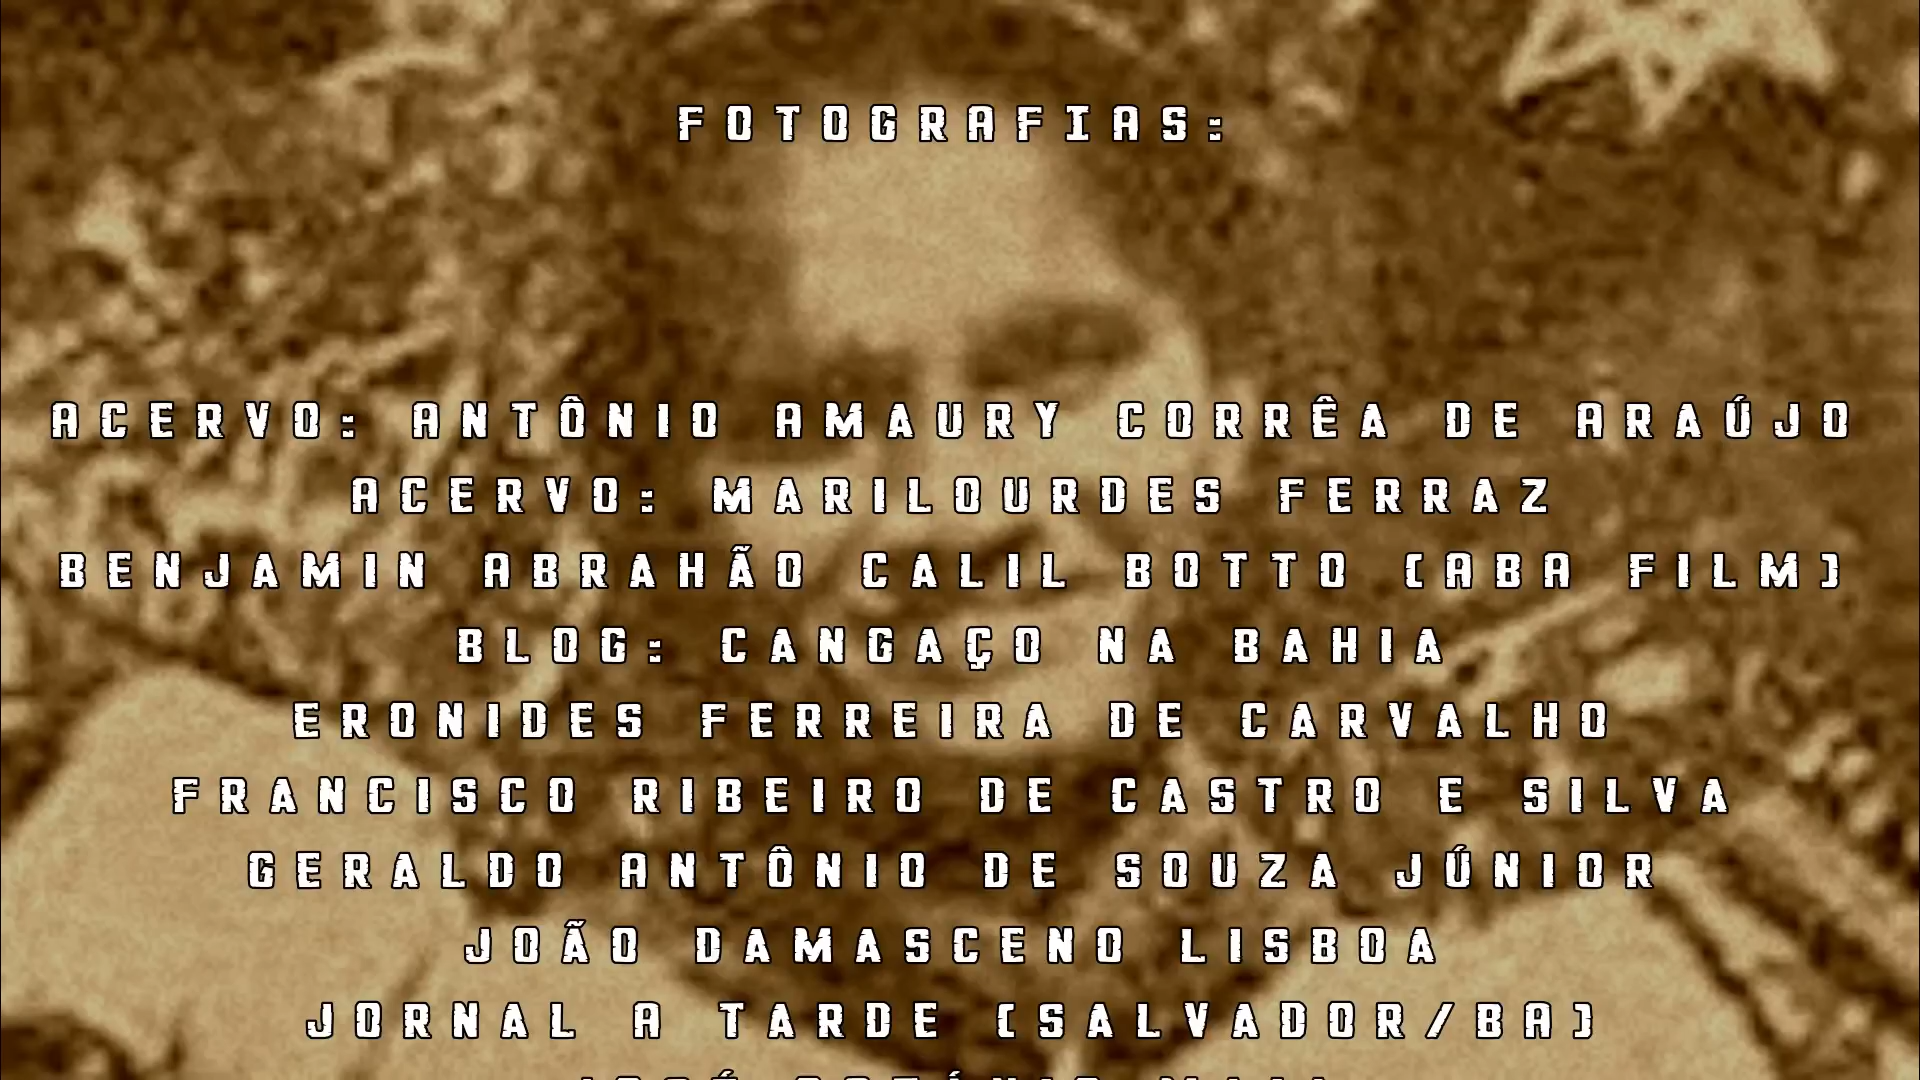 FOTOGRAFIAS:
ACERVO: ANTÔNIO AMAURY CORRÊA DE ARAÚJO
ACERVO: MARILOURDES FERRAZ
BENJAMIN ABRAHÃO CALIL BOTTO (ABA FILM)
BLOG: CANGAÇO NA BAHIA
ERONIDES FERREIRA DE CARVALHO
FRANCISCO RIBEIRO DE CASTRO E SILVA
GERALDO ANTÔNIO DE SOUZA JÚNIOR
JOÃO DAMASCENO LISBOA
JORNAL A TARDE (SALVADOR/BA)